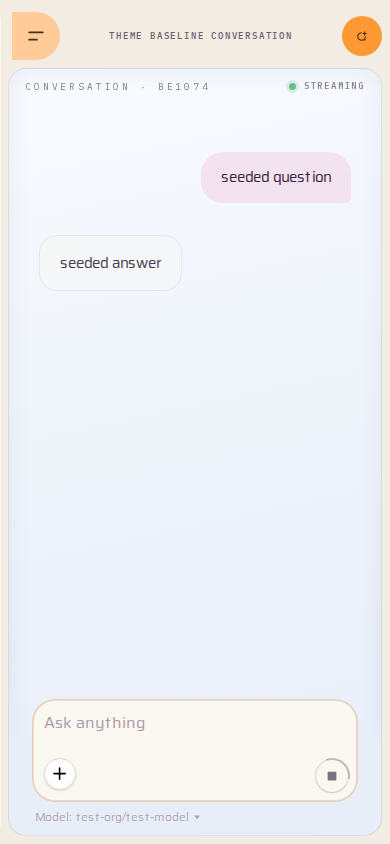 THEME BASELINE CONVERSATION
CONVERSATION · BE1074
STREAMING
seeded question
seeded answer
Ask anything
Model: test-org/test-model